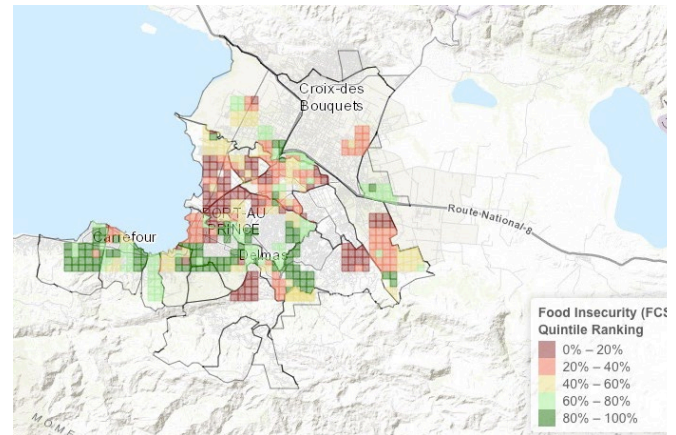 Croix-des
Bouquets
PORT-AU
PRINCE
Carrefour
Delmas
Route-National-8
Food Insecurity (FCS
Quintile Ranking
0% – 20%
20% – 40%
40% – 60%
60% – 80%
80% – 100%